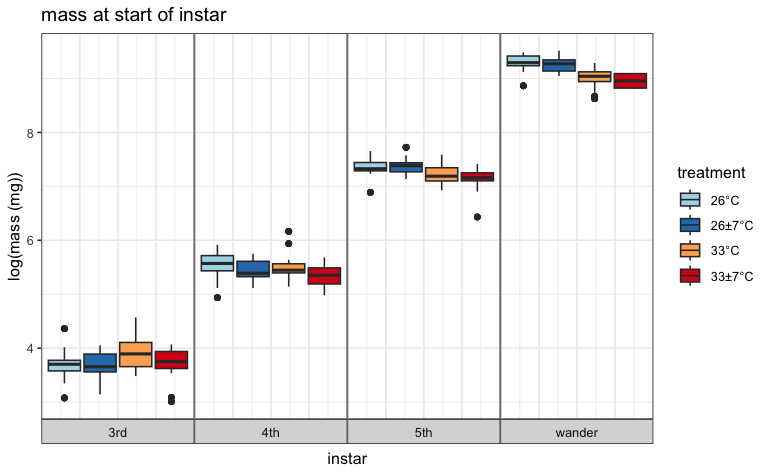 mass at start of instar
log(mass (mg))
8
6
4
3rd 4th 5th wander
instar
treatment
26°C
26±7°C
33°C
33±7°C